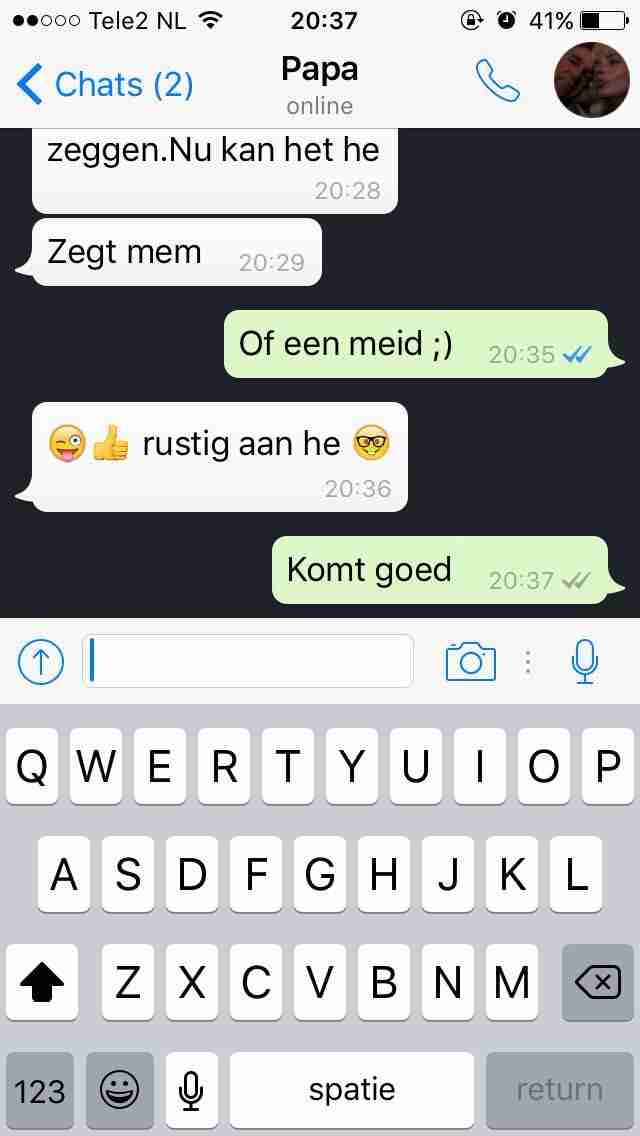 Tele2 NL 20:37 41%
Chats (2) Papa
online
zeggen.Nu kan het he
20:28
Zegt mem 20:29
Of een meid ;) 20:35
😜👍 rustig aan he 🤓
20:36
Komt goed 20:37
Q W E R T Y U I O P
A S D F G H J K L
Z X C V B N M
123 spatie return